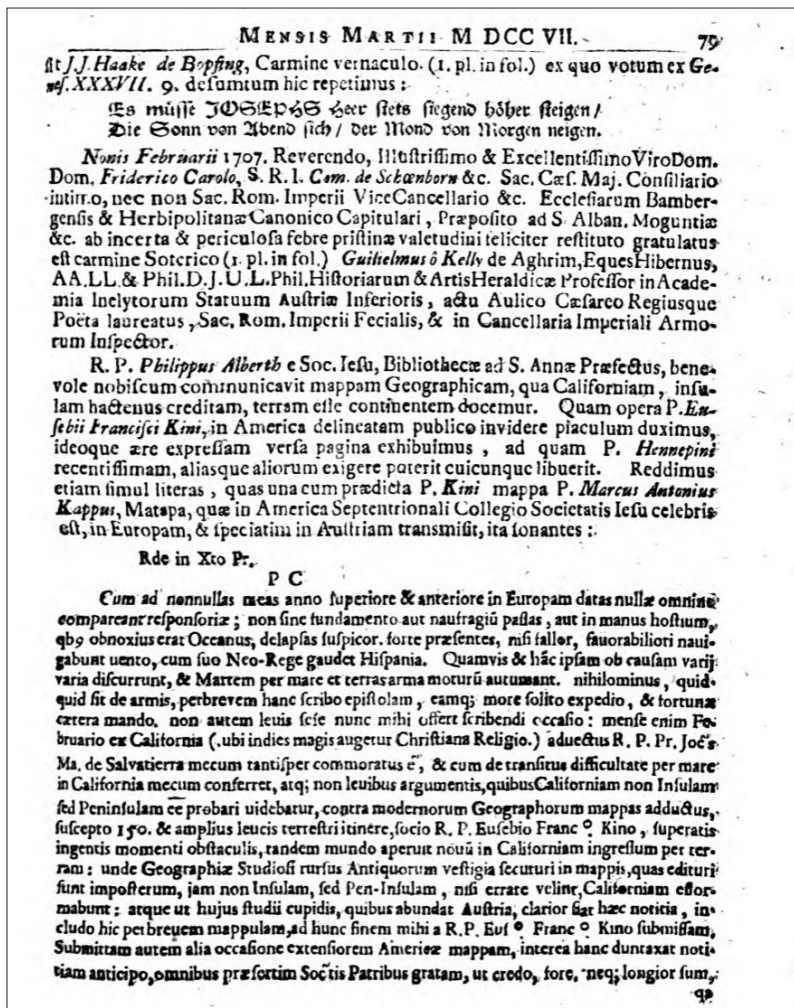 MENSIS MARTII M DCC VII. 79
sit J.J. Haake de Bopfing, Carmine vernaculo. (1. pl. in fol.) ex quo votum ex Ge-
nes. XXXVII. 9. desumtum hic repetimus:
Es müsse JOSEPHS Heer stets siegend höher steigen/
Die Sonn von Abend sich/ der Mond von Morgen neigen.
Nonis Februarii 1707. Reverendo, Illustrissimo & Excellentissimo Viro Dom.
Dom. Friderico Carolo, S. R. I. Com. de Schœnborn &c. Sac. Cæs. Maj. Consiliario
intimo, nec non Sac. Rom. Imperii ViceCancellario &c. Ecclesiarum Bamber-
gensis & Herbipolitanæ Canonico Capitulari, Præposito ad S. Alban. Moguntiæ
&c. ab incerta & periculosa febre pristinæ valetudini feliciter restituto gratulatus
est carmine Soterico (1. pl. in fol.) Guilielmus ô Kelly de Aghrim, Eques Hibernus,
AA.LL. & Phil. D. J. U. L. Phil. Historiarum & Artis Heraldicæ Professor in Acade-
mia Inclytorum Statuum Austriæ Inferioris, actu Aulico Cæsareo Regiusque
Poëta laureatus, Sac. Rom. Imperii Fecialis, & in Cancellaria Imperiali Armo-
rum Inspector.
R. P. Philippus Alberth e Soc. Iesu, Bibliothecæ ad S. Annæ Præfectus, bene-
vole nobiscum communicavit mappam Geographicam, qua Californiam, insu-
lam hactenus creditam, terram esse continentem docemur. Quam opera P. Eu-
sebii Francisci Kini, in America delineatam publico invidere piaculum duximus,
ideoque ære expressam versa pagina exhibuimus, ad quam P. Hennepini
recentissimam, aliasque aliorum exigere poterit cuicunque libuerit. Reddimus
etiam simul literas, quas una cum prædicta P. Kini mappa P. Marcus Antonius
Kappus, Matapa, quæ in America Septentrionali Collegio Societatis Iesu celebris
est, in Europam, & speciatim in Austriam transmisit, ita sonantes:
Rde in Xto Pr.
P C
Cum ad nonnullas meas anno superiore & anteriore in Europam datas nullæ omnino
compareant responsoriæ; non sine fundamento aut naufragiū passas, aut in manus hostium,
qb9 obnoxius erat Oceanus, delapsas suspicor. forte præsentes, nisi fallor, fauorabiliori naui-
gabunt uento, cum suo Neo-Rege gaudet Hispania. Quamvis & hāc ipsam ob causam varij
varia discurrunt, & Martem per mare et terras arma moturū autumant. nihilominus, quid-
quid sit de armis, perbrevem hanc scribo epistolam, eamq; more solito expedio, & fortunæ
cætera mando. non autem leuis sese nunc mihi offert scribendi occasio: mense enim Fe-
bruario ex California (.ubi indies magis augetur Christiana Religio.) aduectus R. P. Pr. Joes
Ma. de Salvatierra mecum tantisper commoratus ē, & cum de transitus difficultate per mare
in California mecum conferret, atq; non leuibus argumentis, quibus Californiam non Insulam
sed Peninsulam ēē probari uidebatur, contra modernorum Geographorum mappas adductus,
suscepto 150. & amplius leucis terrestri itinere, socio R. P. Eusebio Franc o. Kino, superatis
ingentis momenti obstaculis, tandem mundo aperuit nouū in Californiam ingressum per ter-
ram: unde Geographiæ Studiosi rursus Antiquorum vestigia secuturi in mappis, quas edituri
sunt imposterum, jam non Insulam, sed Pen-Insulam, nisi errare velint, Californiam effor-
mabunt: atque ut hujus studii cupidis, quibus abundat Austria, clarior fiat hæc notitia, in-
cludo hic perbreuem mappulam, ad hunc finem mihi a R. P. Eus o Franc o Kino submissam,
Submittam autem alia occasione extensiorem Americæ mappam, interea hanc duntaxat noti-
tiam anticipo, omnibus præsertim Soctis Patribus gratam, ut credo, fore. neq; longior sum,
qa